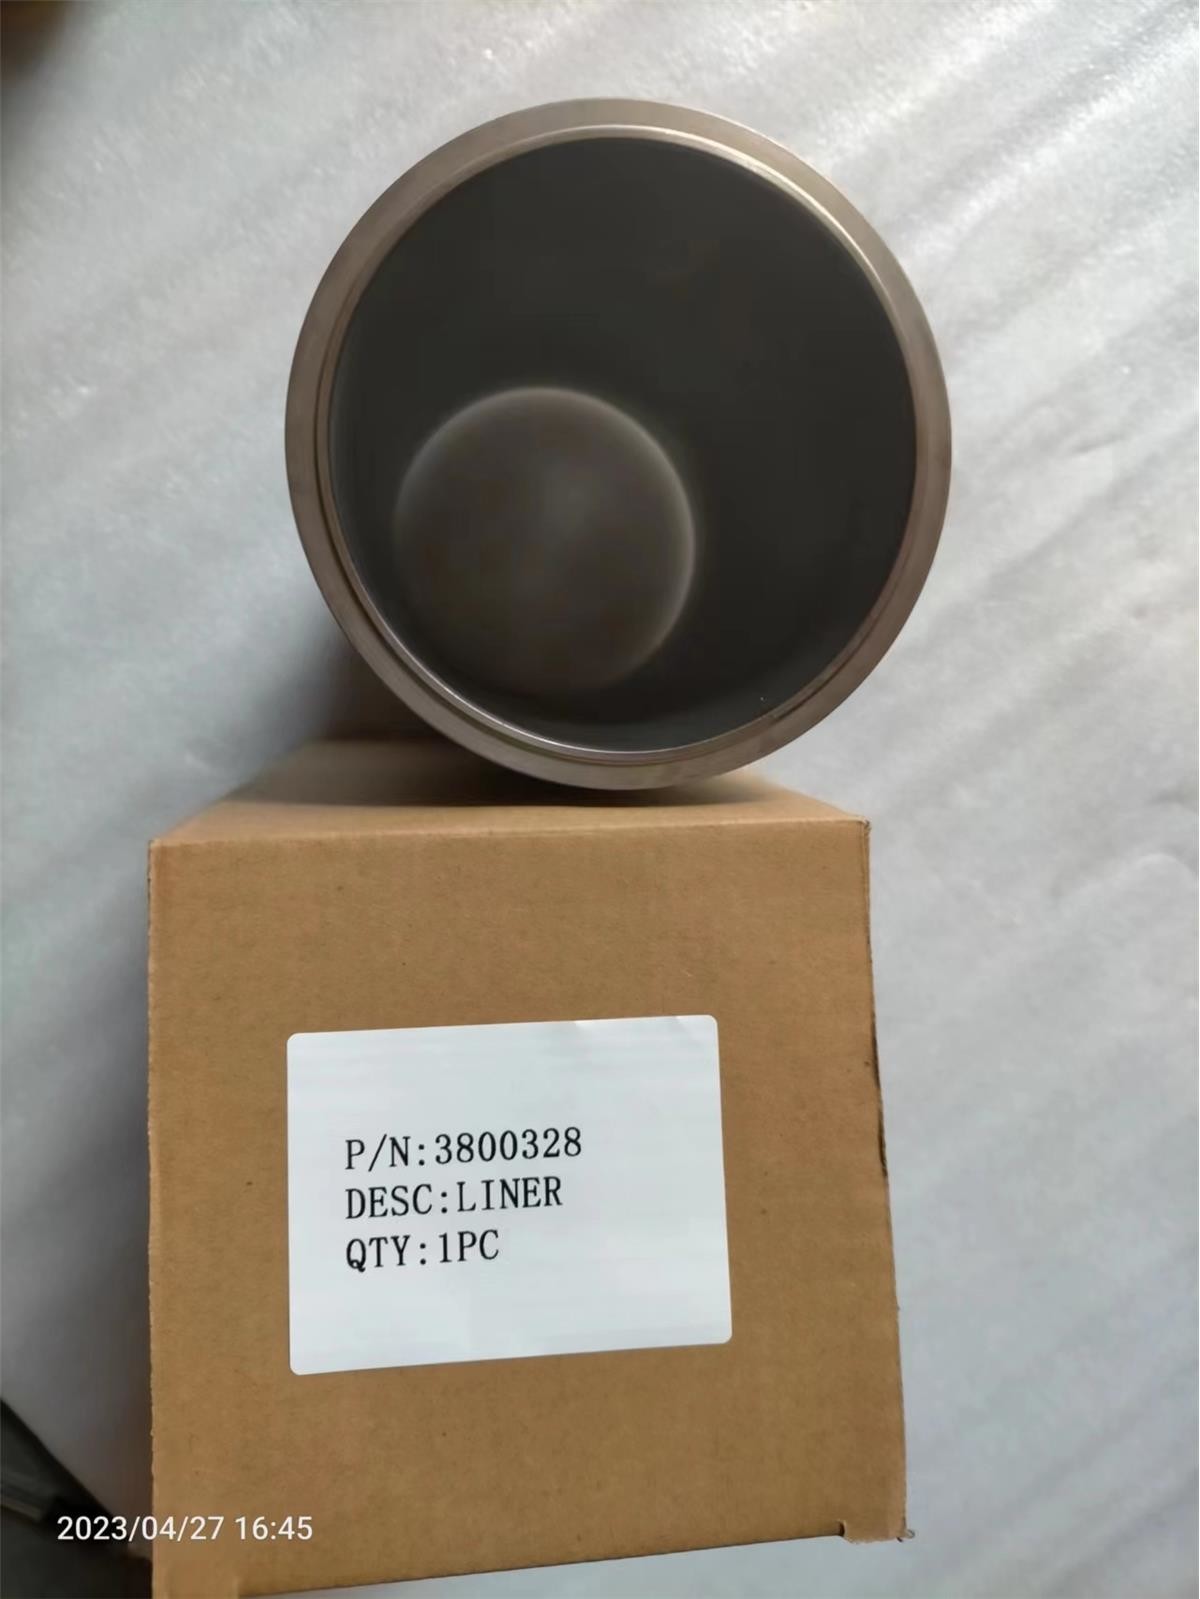 P/N:3800328
DESC:LINER
QTY:1PC
2023/04/27 16:45